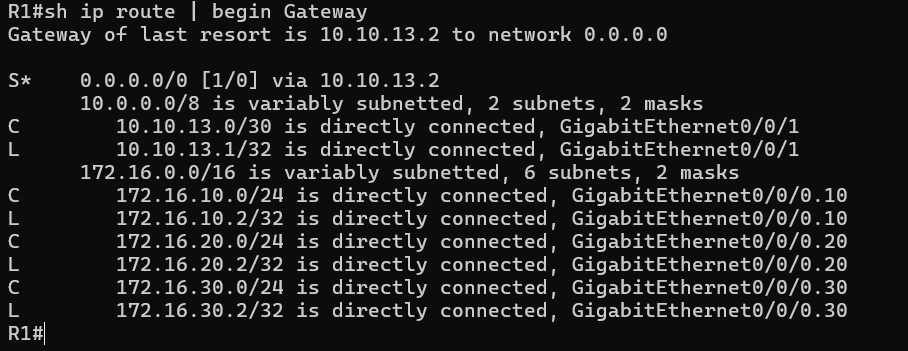 R1#sh ip route | begin Gateway
Gateway of last resort is 10.10.13.2 to network 0.0.0.0

S*    0.0.0.0/0 [1/0] via 10.10.13.2
      10.0.0.0/8 is variably subnetted, 2 subnets, 2 masks
C        10.10.13.0/30 is directly connected, GigabitEthernet0/0/1
L        10.10.13.1/32 is directly connected, GigabitEthernet0/0/1
      172.16.0.0/16 is variably subnetted, 6 subnets, 2 masks
C        172.16.10.0/24 is directly connected, GigabitEthernet0/0/0.10
L        172.16.10.2/32 is directly connected, GigabitEthernet0/0/0.10
C        172.16.20.0/24 is directly connected, GigabitEthernet0/0/0.20
L        172.16.20.2/32 is directly connected, GigabitEthernet0/0/0.20
C        172.16.30.0/24 is directly connected, GigabitEthernet0/0/0.30
L        172.16.30.2/32 is directly connected, GigabitEthernet0/0/0.30
R1#